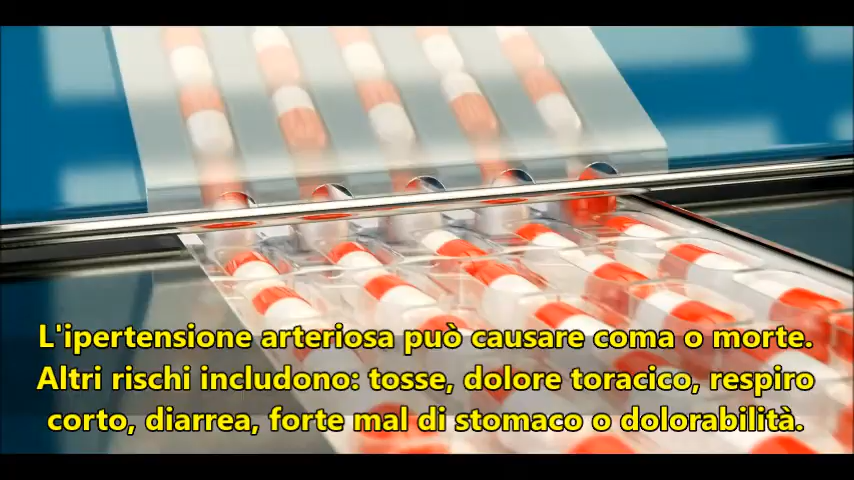 L'ipertensione arteriosa può causare coma o morte.
Altri rischi includono: tosse, dolore toracico, respiro
corto, diarrea, forte mal di stomaco o dolorabilità.